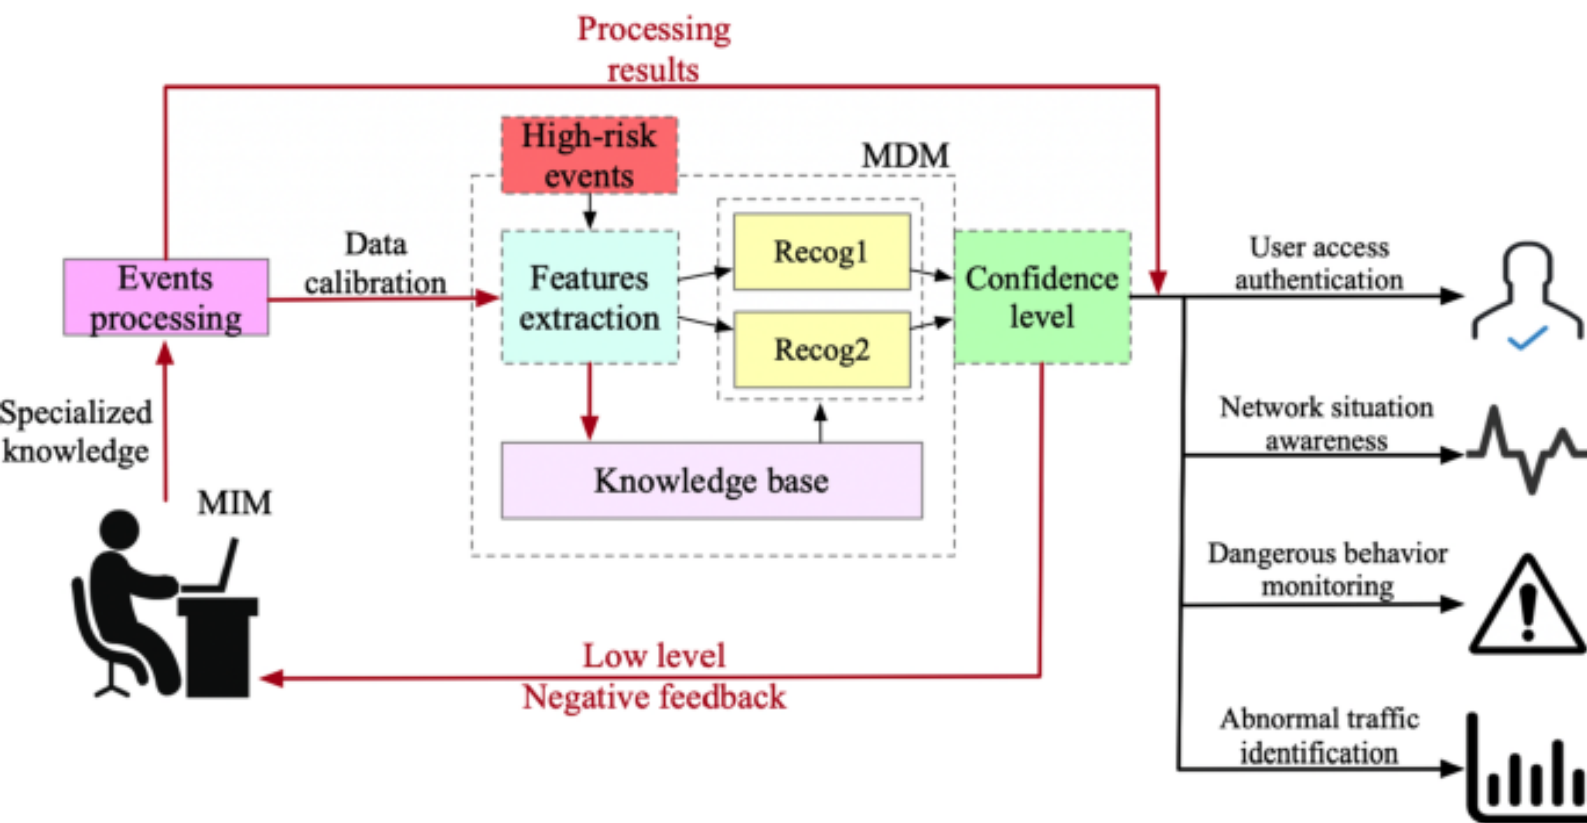 Processing
results
High-risk
events
MDM
Data
calibration
Events
processing
Features
extraction
Recog1
Recog2
Confidence
level
Knowledge base
Specialized
knowledge
MIM
Low level
Negative feedback
User access
authentication
Network situation
awareness
Dangerous behavior
monitoring
Abnormal traffic
identification